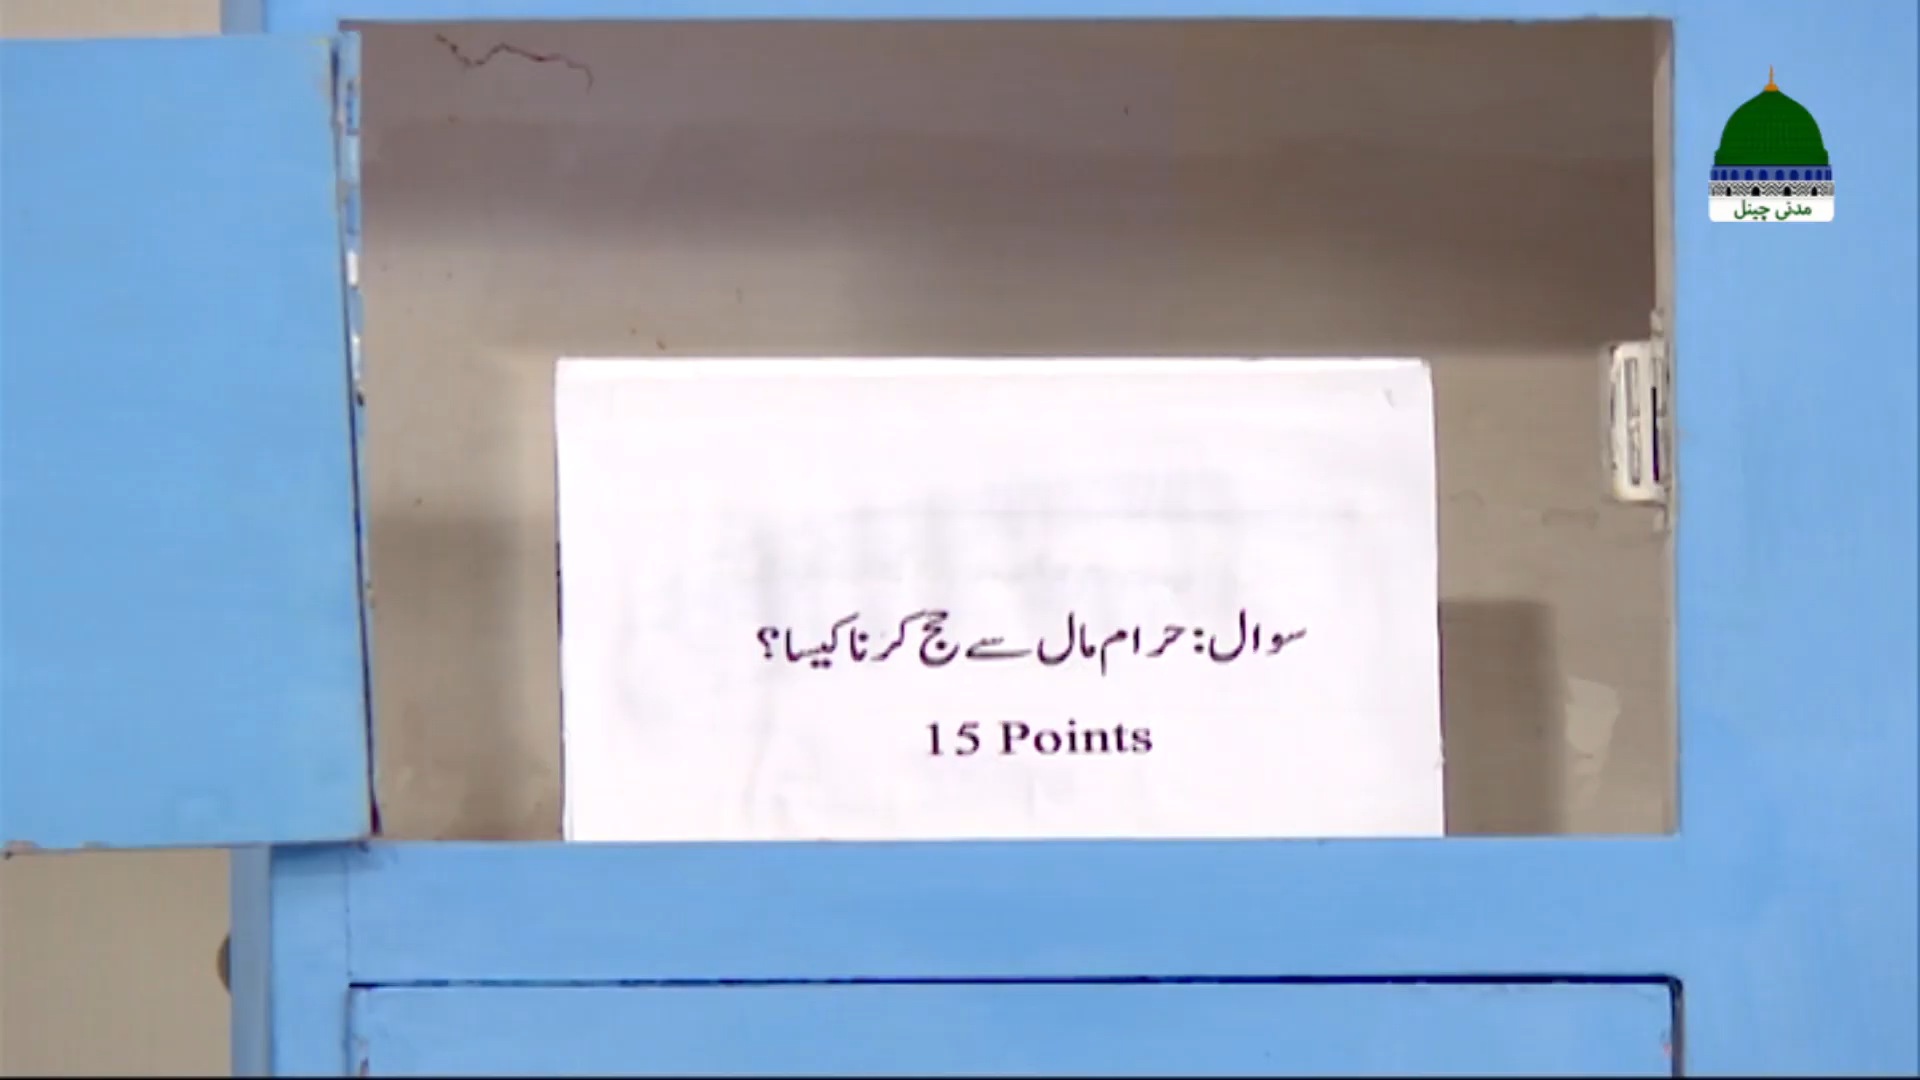 مدنی چینل
سوال: حرام مال سے حج کرنا کیسا؟
15 Points